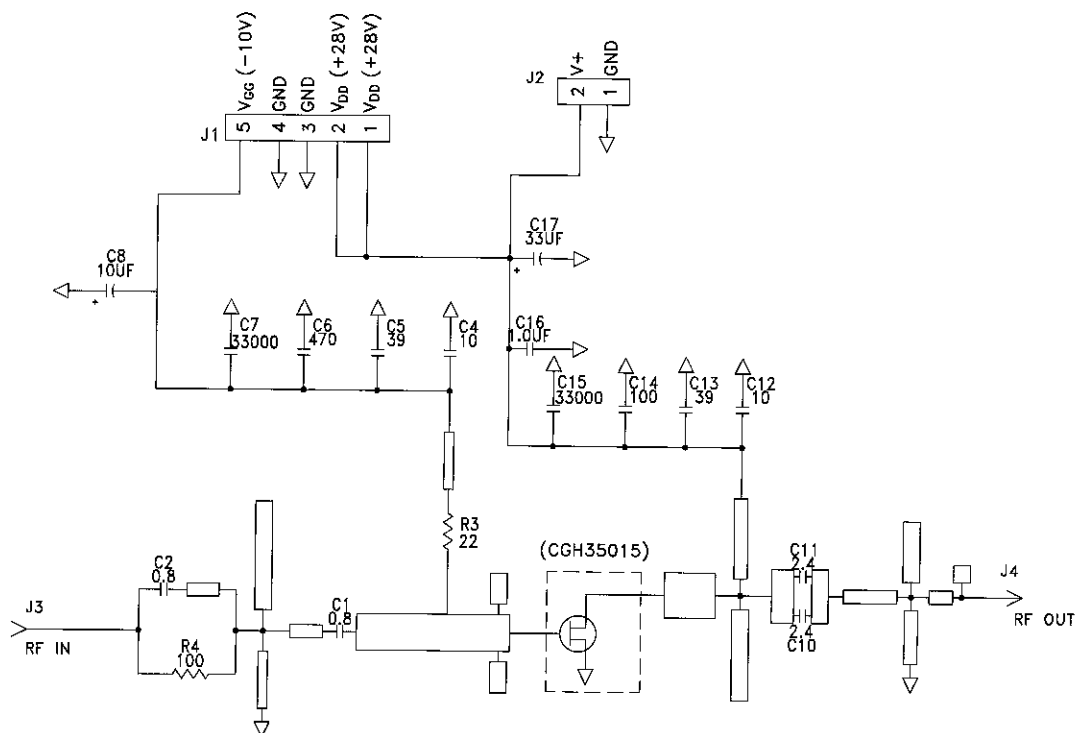 J1
5 VGG (-10V)
4 GND
3 GND
2 VDD (+28V)
1 VDD (+28V)
J2
2 V+
1 GND
C8
10UF
+
C17
33UF
+
C7
33000
C6
470
C5
39
C4
10
C16
1.0UF
C15
33000
C14
100
C13
39
C12
10
R3
22
(CGH35015)
C2
0.8
J3
RF IN
R4
100
C1
0.8
C11
2.4
2.4
C10
J4
RF OUT